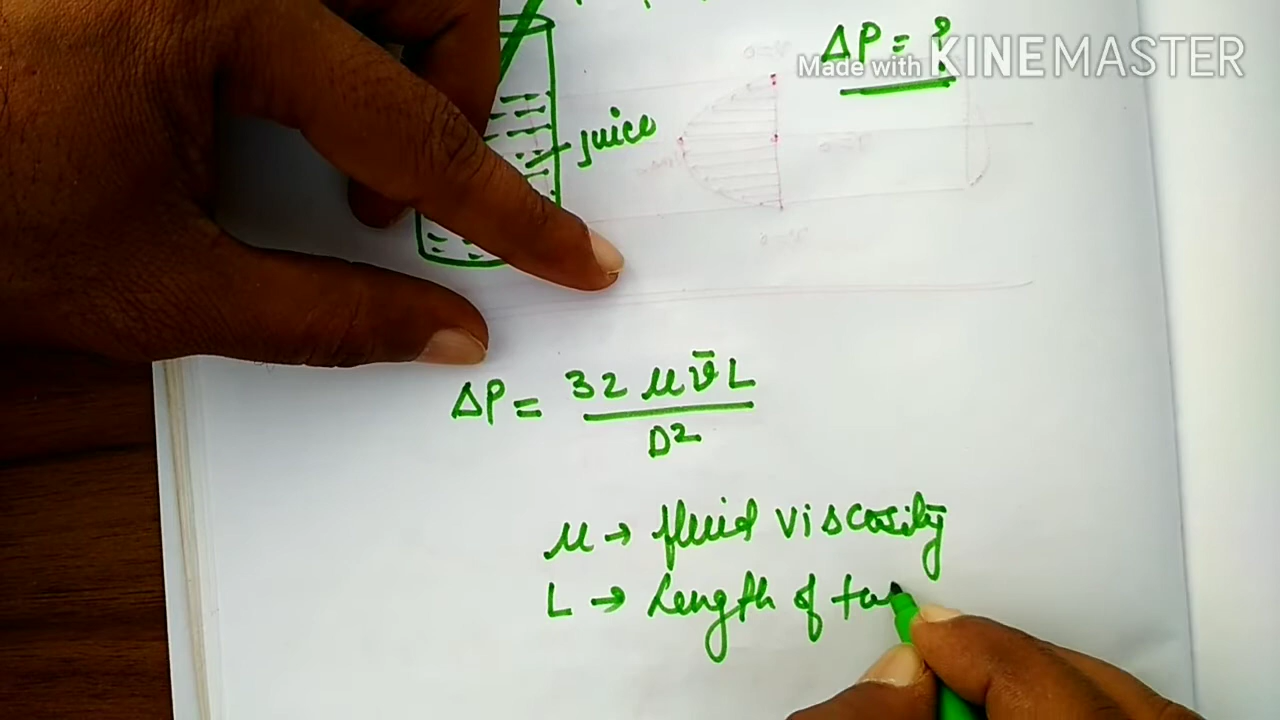 ΔP = ?
Made with KINEMASTER
juice
ΔP = 32 μ v̄ L
D²
μ → fluid viscosity
L → Length of